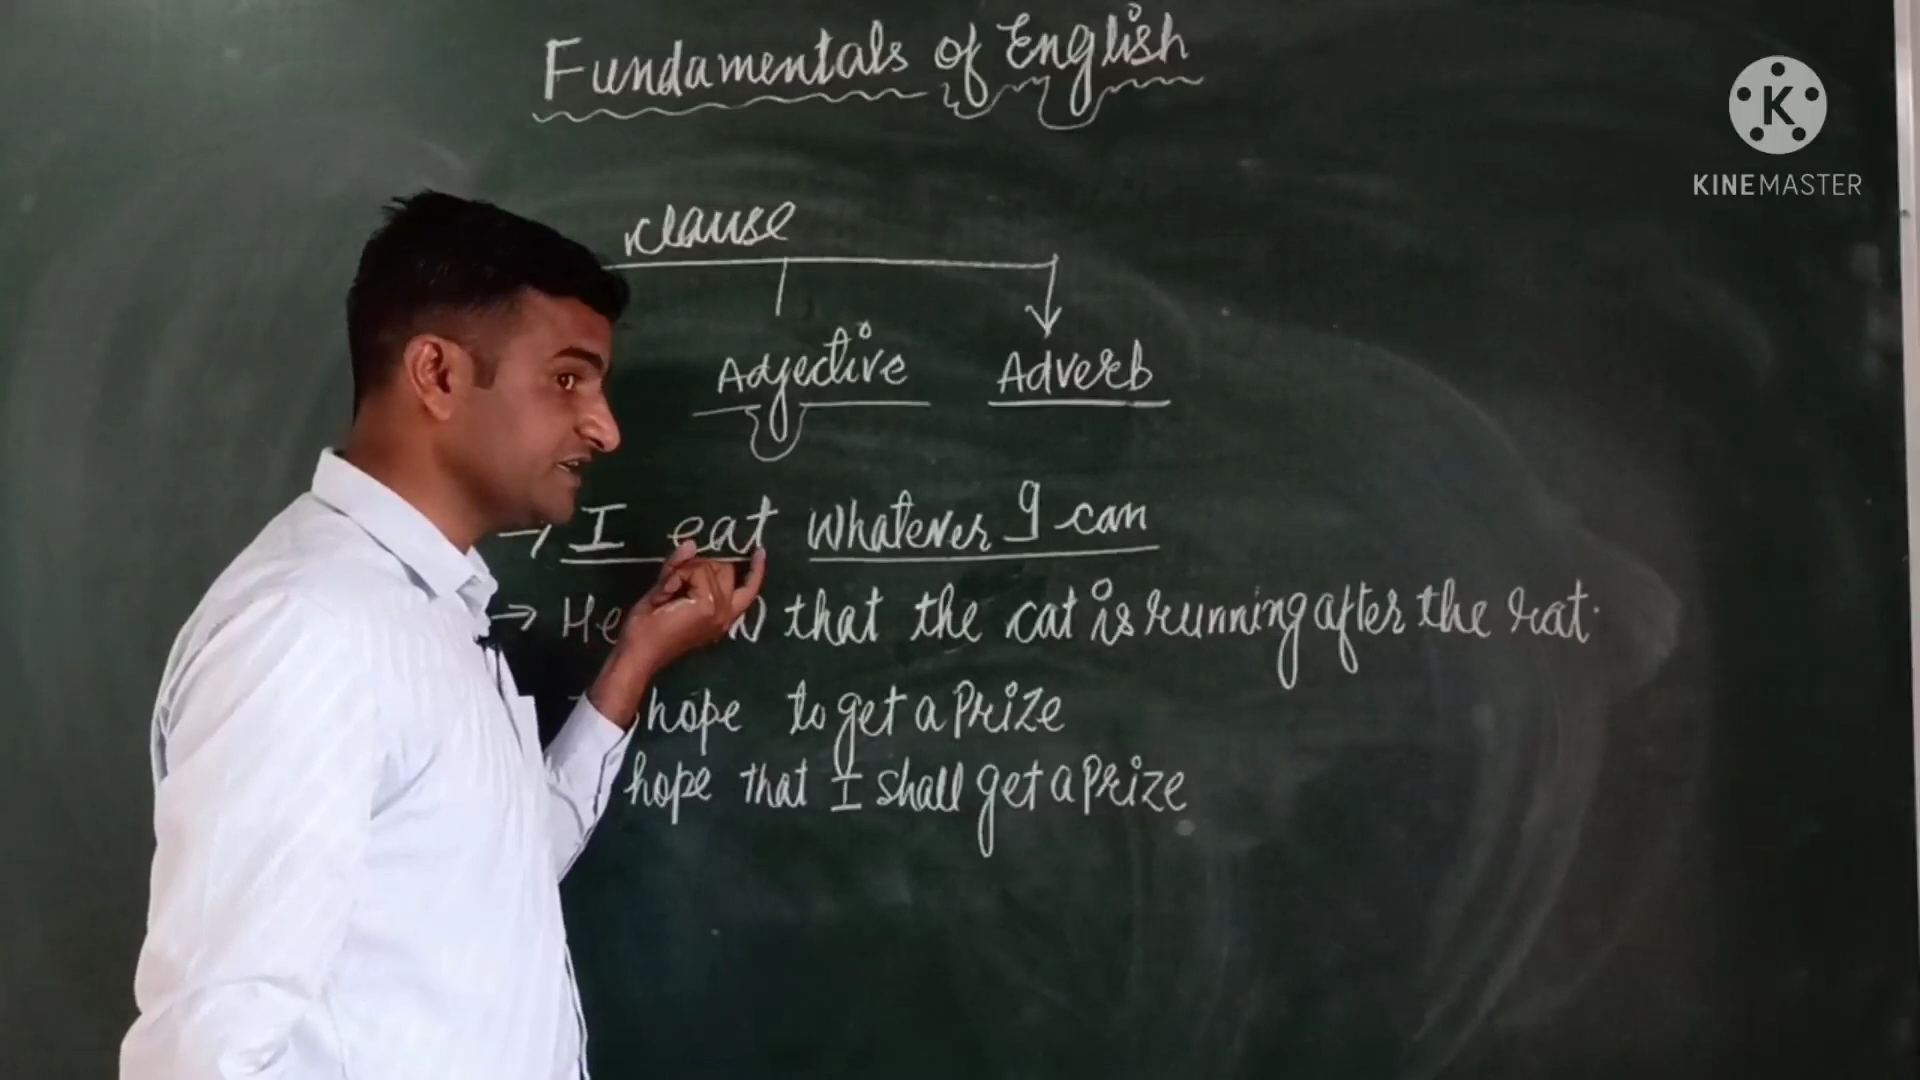 Fundamentals of English
KINEMASTER
clause
Adjective Adverb
→ I eat whatever I can
→ He that the cat is running after the rat.
hope to get a Prize
hope that I shall get a Prize